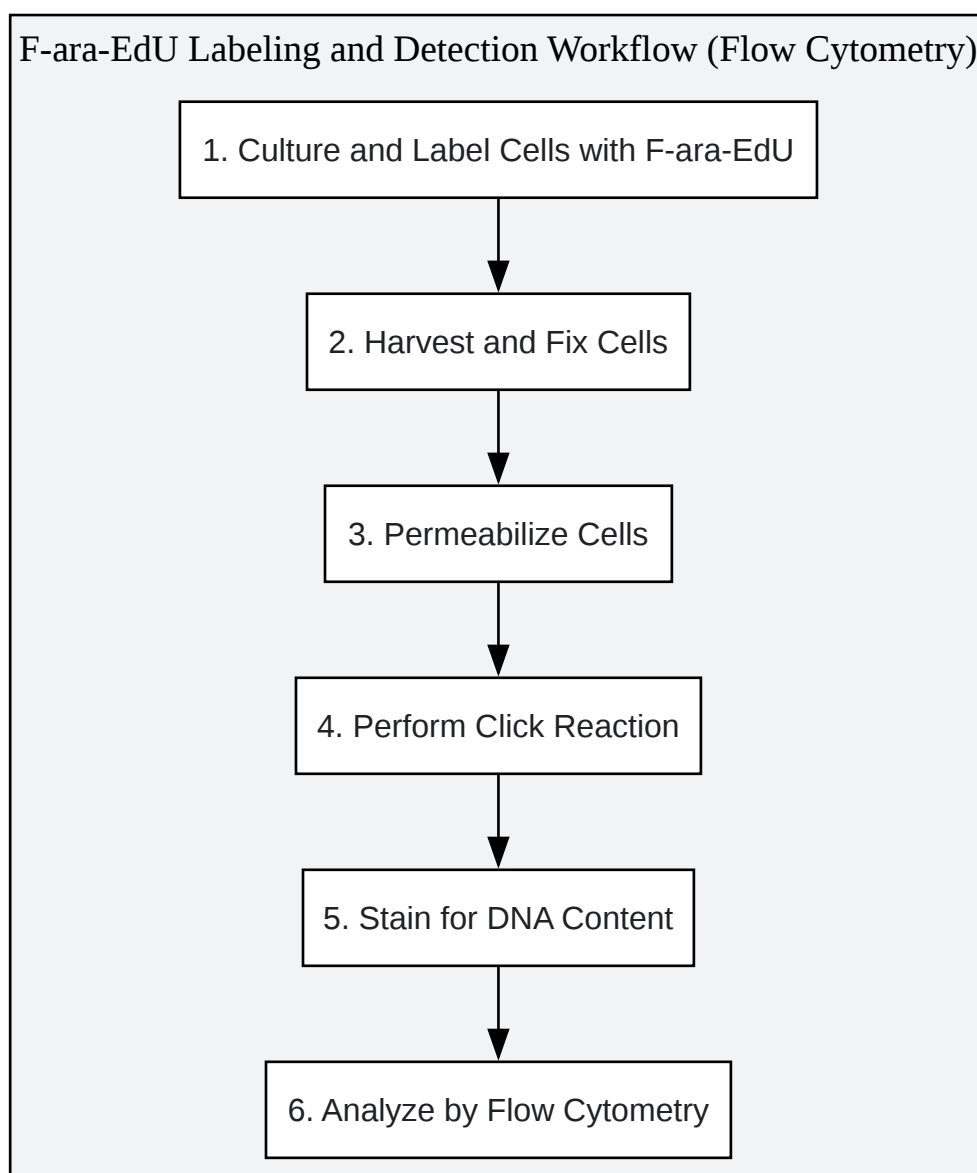 F-ara-EdU Labeling and Detection Workflow (Flow Cytometry)
1. Culture and Label Cells with F-ara-EdU
2. Harvest and Fix Cells
3. Permeabilize Cells
4. Perform Click Reaction
5. Stain for DNA Content
6. Analyze by Flow Cytometry